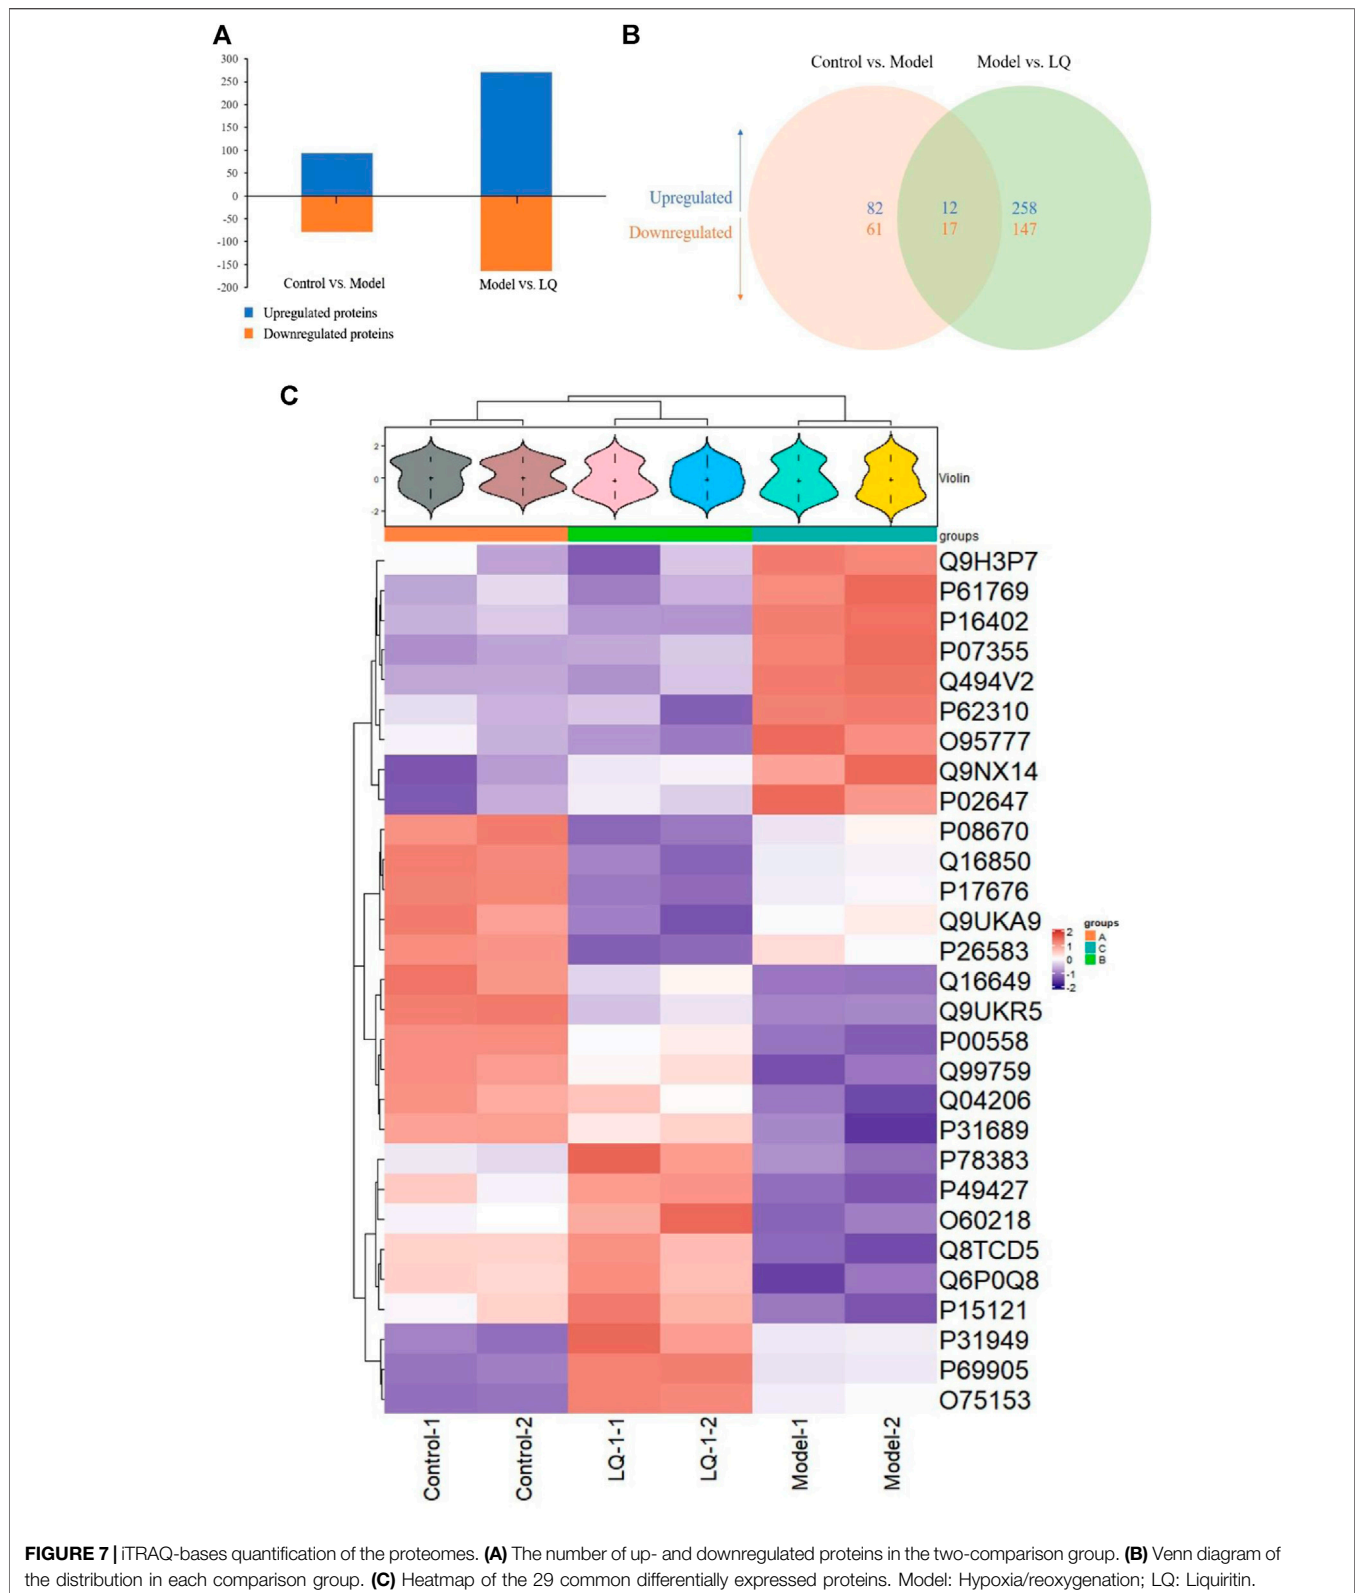 A
300
250
200
150
100
50
0
-50
-100
-150
-200
Control vs. Model
Model vs. LQ
Upregulated proteins
Downregulated proteins
B
Control vs. Model
Model vs. LQ
Upregulated
Downregulated
82 12 258
61 17 147
C
2
0
-2
Violin
groups
Q9H3P7
P61769
P16402
P07355
Q494V2
P62310
O95777
Q9NX14
P02647
P08670
Q16850
P17676
Q9UKA9
P26583
Q16649
Q9UKR5
P00558
Q99759
Q04206
P31689
P78383
P49427
O60218
Q8TCD5
Q6P0Q8
P15121
P31949
P69905
O75153
2
1
0
-1
-2
groups
A
C
B
Control-1
Control-2
LQ-1-1
LQ-1-2
Model-1
Model-2
FIGURE 7 | iTRAQ-bases quantification of the proteomes. (A) The number of up- and downregulated proteins in the two-comparison group. (B) Venn diagram of
the distribution in each comparison group. (C) Heatmap of the 29 common differentially expressed proteins. Model: Hypoxia/reoxygenation; LQ: Liquiritin.